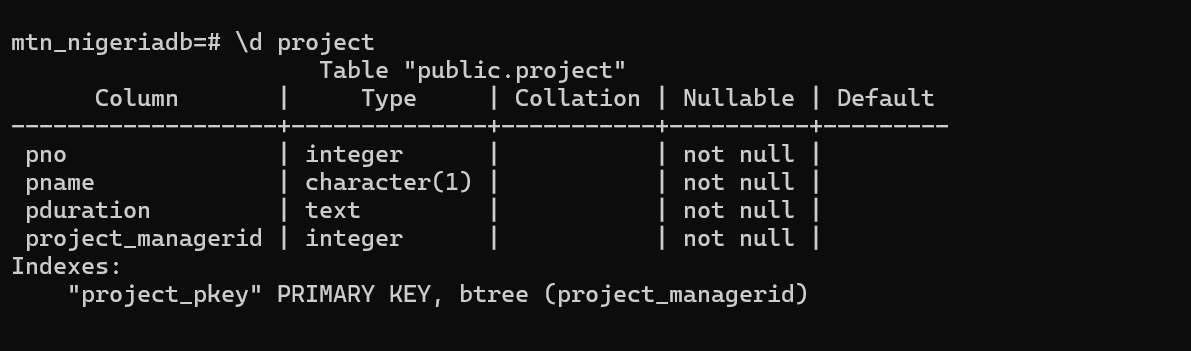 mtn_nigeriadb=# \d project
                      Table "public.project"
      Column       |     Type     | Collation | Nullable | Default
-------------------+--------------+-----------+----------+---------
 pno               | integer      |           | not null |
 pname             | character(1) |           | not null |
 pduration         | text         |           | not null |
 project_managerid | integer      |           | not null |
Indexes:
    "project_pkey" PRIMARY KEY, btree (project_managerid)